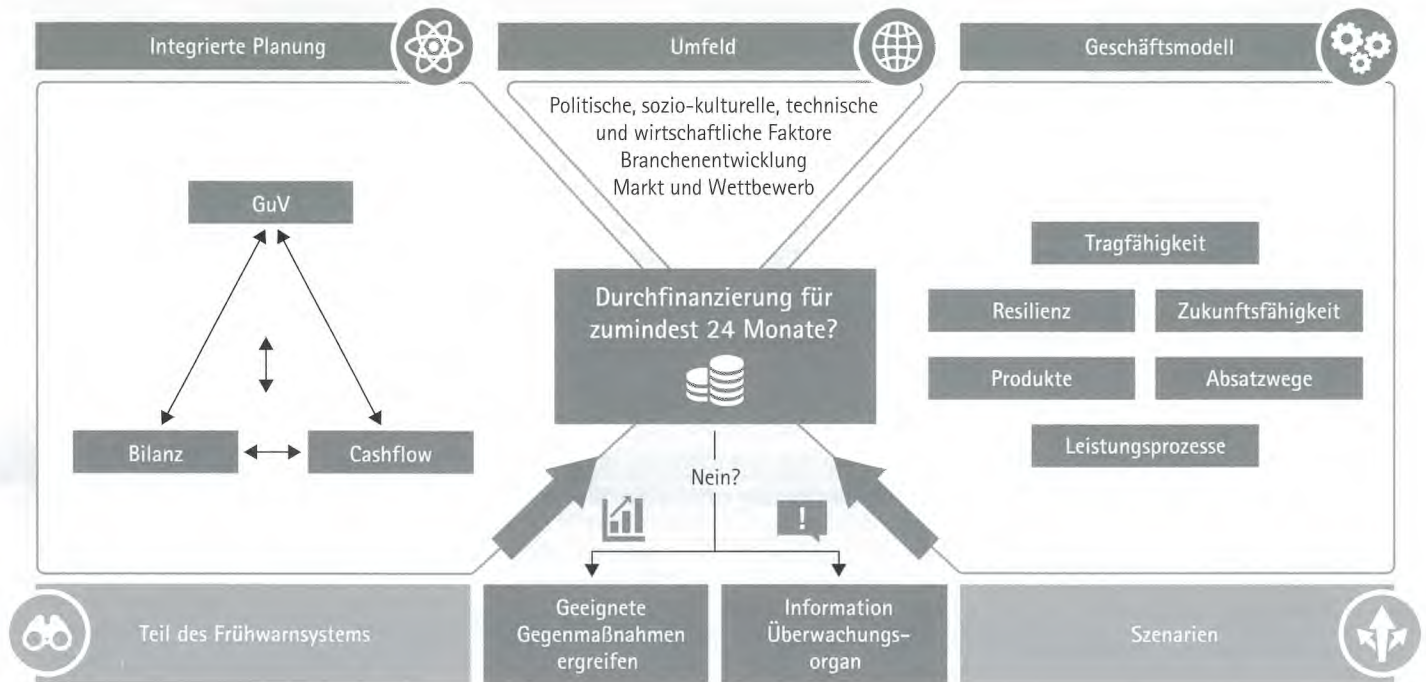 Integrierte Planung
Umfeld
Geschäftsmodell
Politische, sozio-kulturelle, technische
und wirtschaftliche Faktore
Branchenentwicklung
Markt und Wettbewerb
GuV
Bilanz
Cashflow
Durchfinanzierung für
zumindest 24 Monate?
Tragfähigkeit
Resilienz
Zukunftsfähigkeit
Produkte
Absatzwege
Leistungsprozesse
Nein?
!
Teil des Frühwarnsystems
Geeignete
Gegenmaßnahmen
ergreifen
Information
Überwachungs-
organ
Szenarien